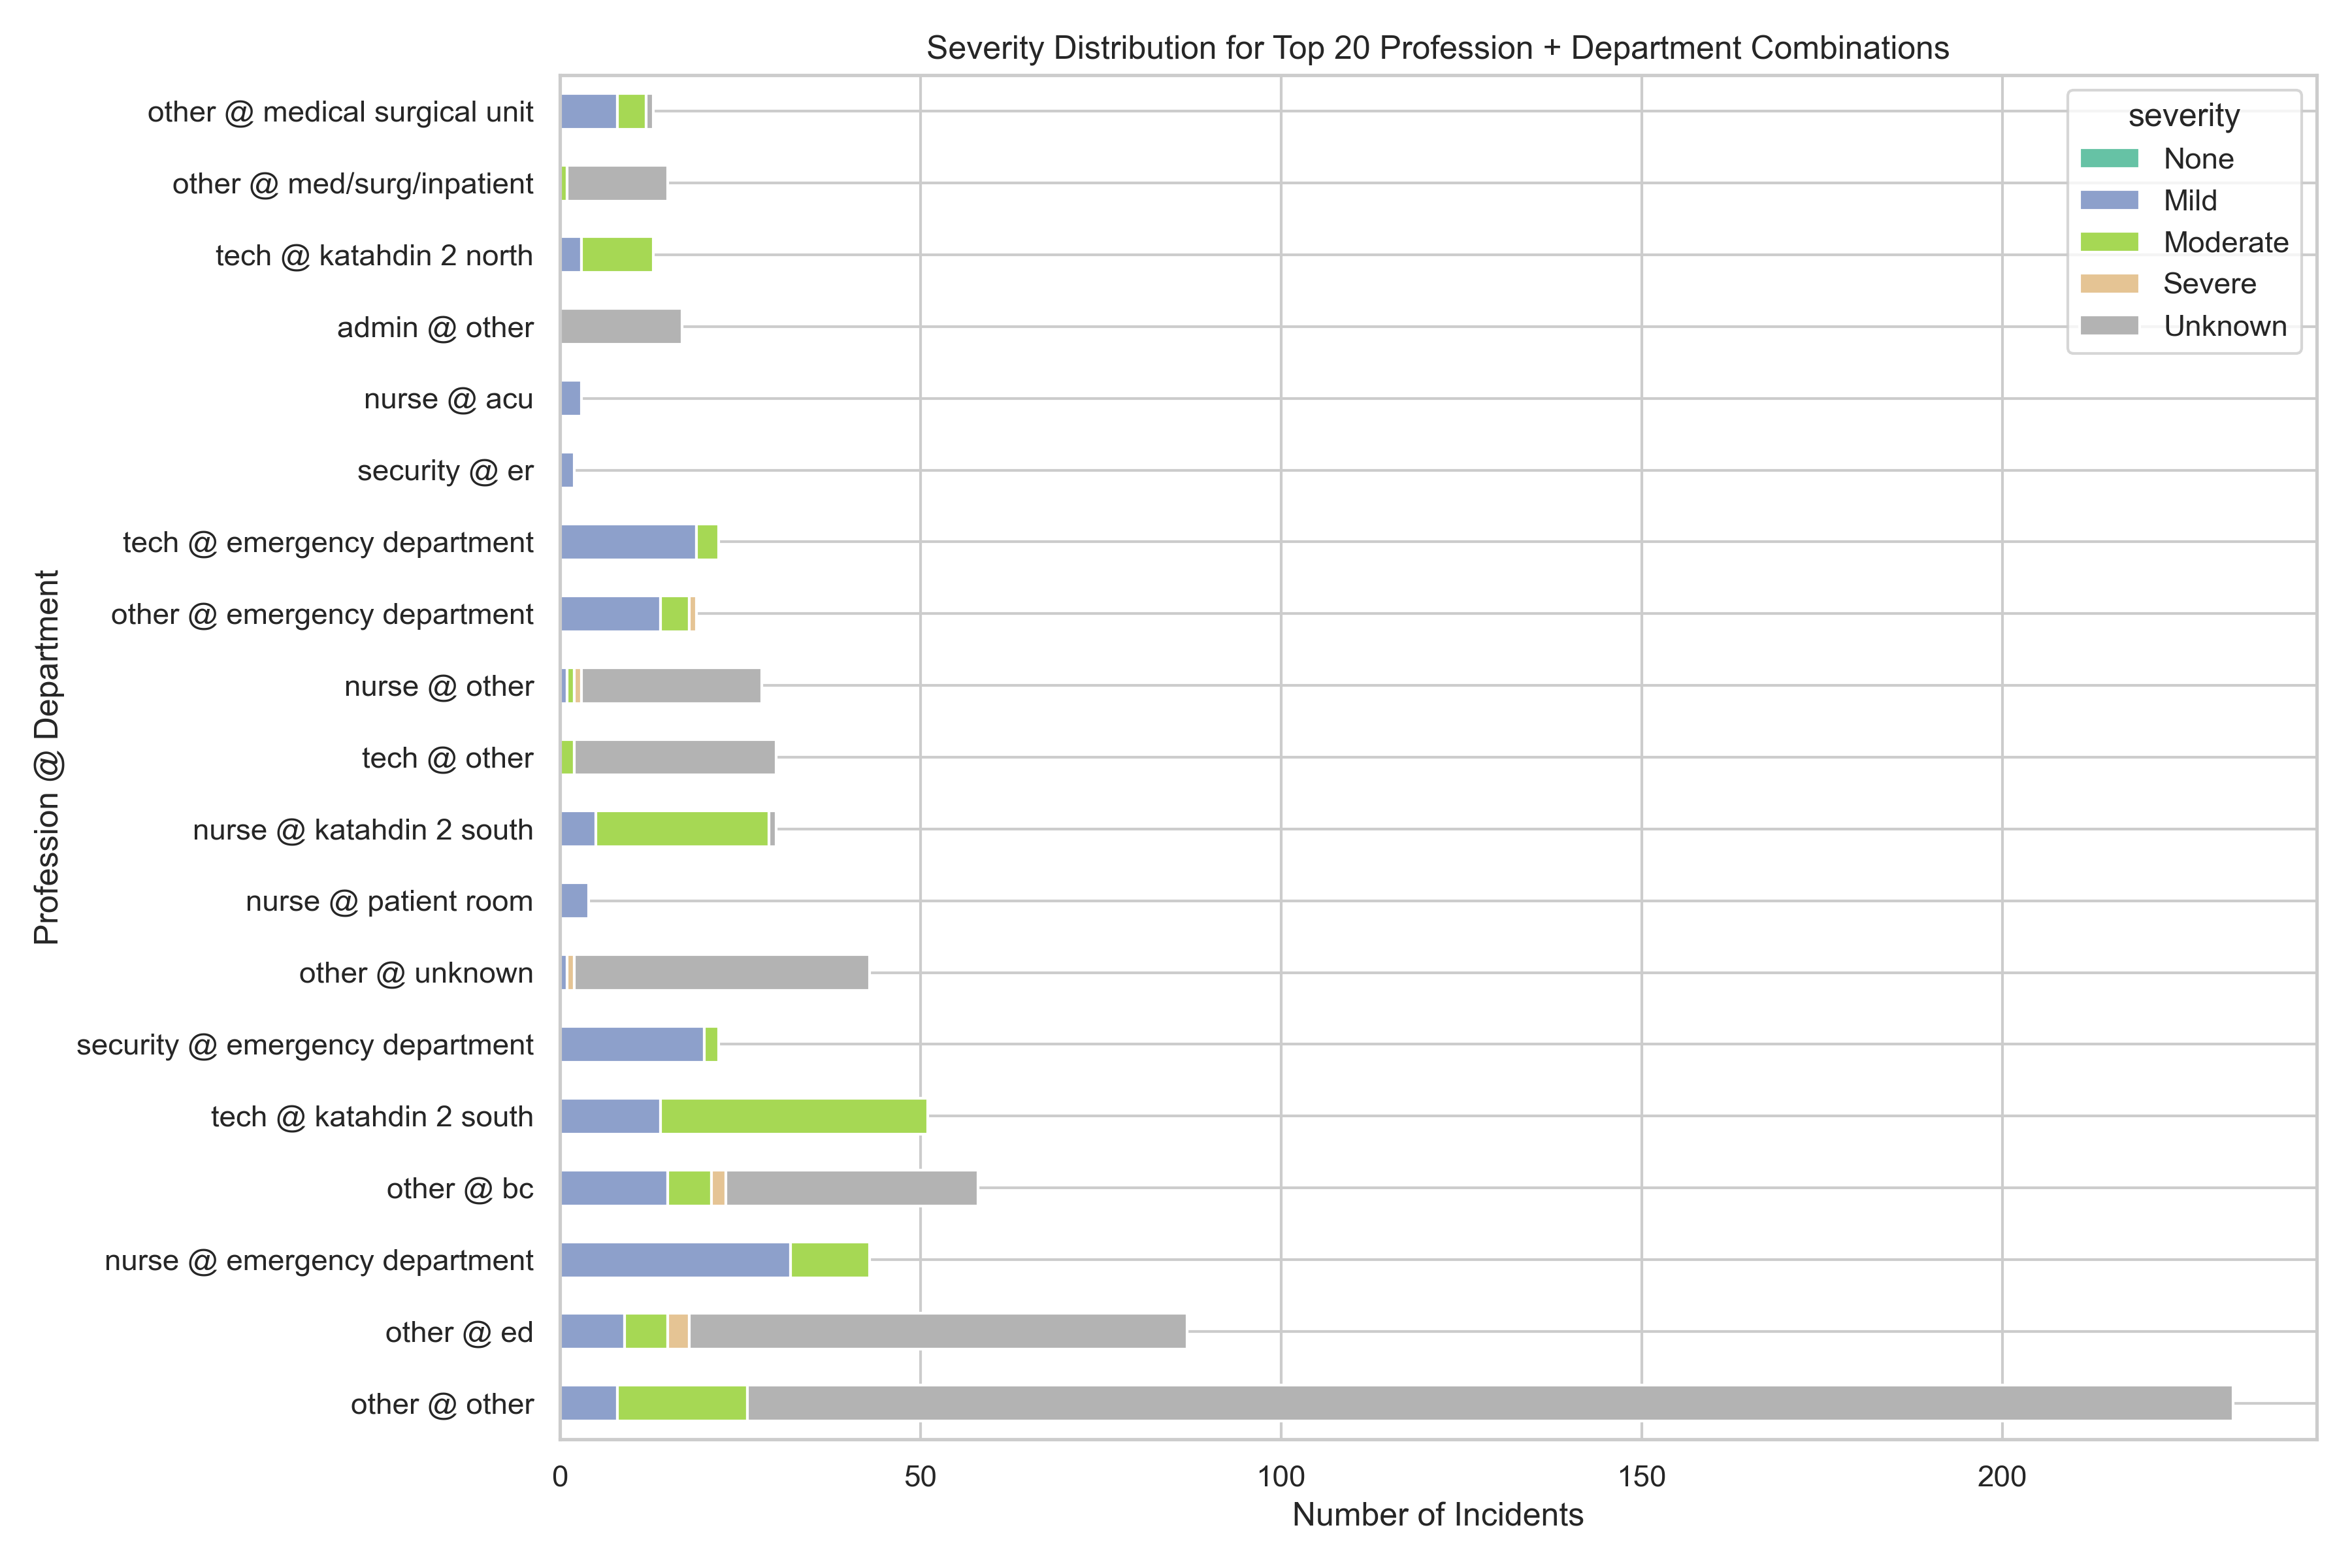 Severity Distribution for Top 20 Profession + Department Combinations
severity
None
Mild
Moderate
Severe
Unknown
Profession @ Department
other @ medical surgical unit
other @ med/surg/inpatient
tech @ katahdin 2 north
admin @ other
nurse @ acu
security @ er
tech @ emergency department
other @ emergency department
nurse @ other
tech @ other
nurse @ katahdin 2 south
nurse @ patient room
other @ unknown
security @ emergency department
tech @ katahdin 2 south
other @ bc
nurse @ emergency department
other @ ed
other @ other
0 50 100 150 200
Number of Incidents